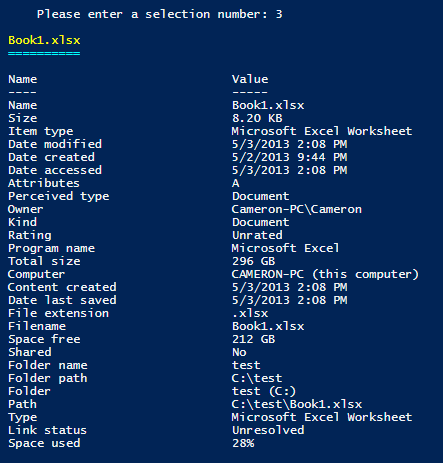 Please enter a selection number: 3
Book1.xlsx
==========
Name Value
---- -----
Name Book1.xlsx
Size 8.20 KB
Item type Microsoft Excel Worksheet
Date modified 5/3/2013 2:08 PM
Date created 5/2/2013 9:44 PM
Date accessed 5/3/2013 2:08 PM
Attributes A
Perceived type Document
Owner Cameron-PC\Cameron
Kind Document
Rating Unrated
Program name Microsoft Excel
Total size 296 GB
Computer CAMERON-PC (this computer)
Content created 5/3/2013 2:08 PM
Date last saved 5/3/2013 2:08 PM
File extension .xlsx
Filename Book1.xlsx
Space free 212 GB
Shared No
Folder name test
Folder path C:\test
Folder test (C:)
Path C:\test\Book1.xlsx
Type Microsoft Excel Worksheet
Link status Unresolved
Space used 28%